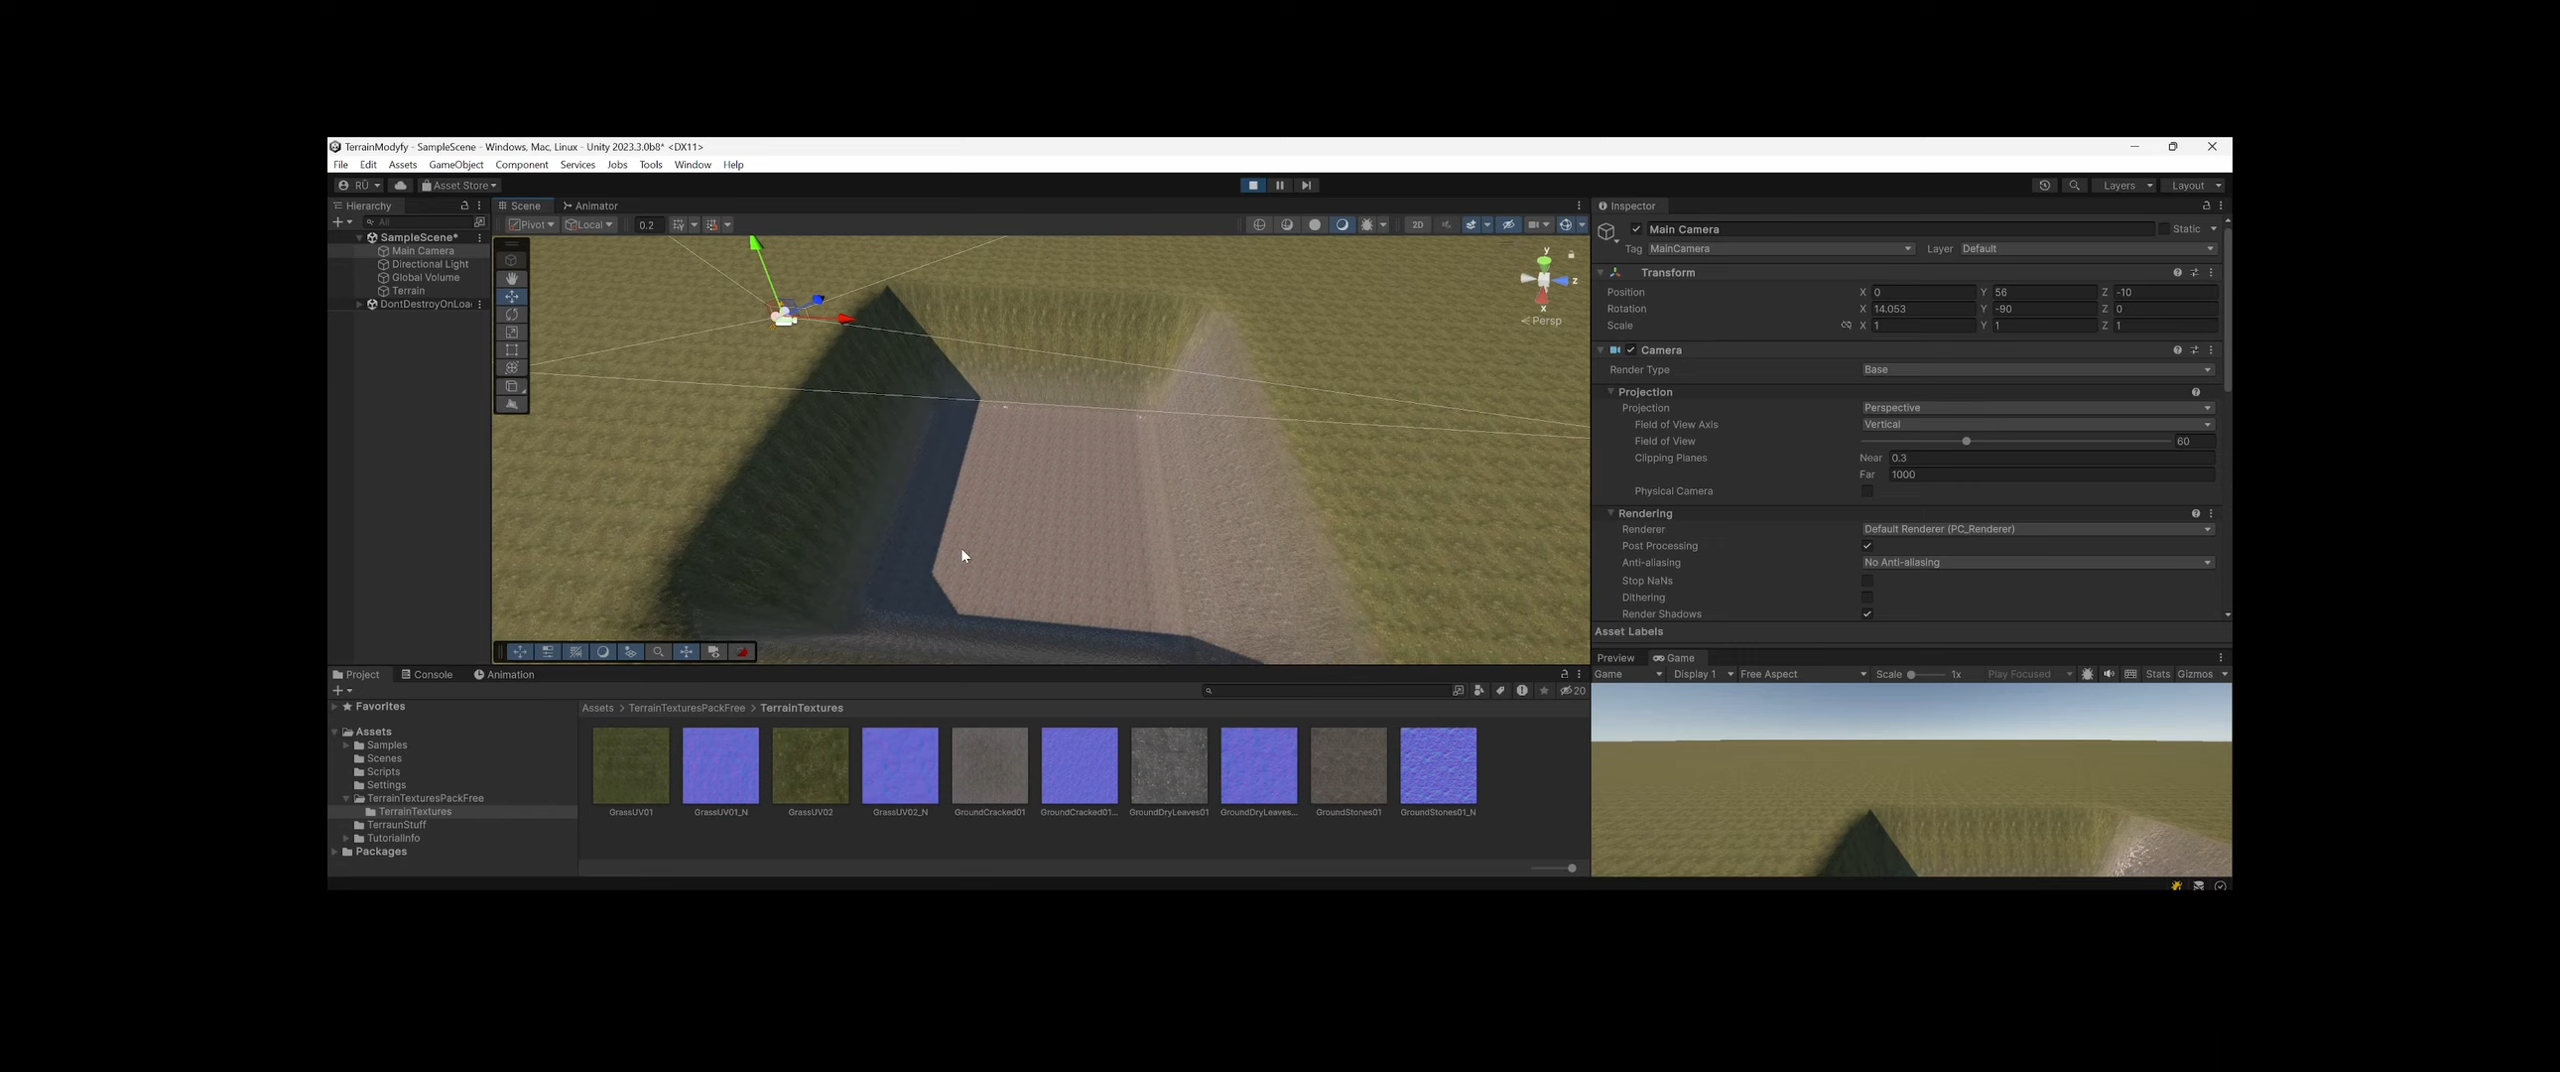 TerrainModyfy - SampleScene - Windows, Mac, Linux - Unity 2023.3.0b8* <DX11>
File Edit Assets GameObject Component Services Jobs Tools Window Help
RÜ Asset Store Layers Layout
Hierarchy
All
SampleScene*
Main Camera
Directional Light
Global Volume
Terrain
DontDestroyOnLoa
Scene Animator
Pivot Local 0.2 2D
y
z
x
Persp
Inspector
Main Camera Static
Tag MainCamera Layer Default
Transform
Position X 0 Y 56 Z -10
Rotation X 14.053 Y -90 Z 0
Scale X 1 Y 1 Z 1
Camera
Render Type Base
Projection
Projection Perspective
Field of View Axis Vertical
Field of View 60
Clipping Planes Near 0.3
Far 1000
Physical Camera
Rendering
Renderer Default Renderer (PC_Renderer)
Post Processing
Anti-aliasing No Anti-aliasing
Stop NaNs
Dithering
Render Shadows
Asset Labels
Preview Game
Game Display 1 Free Aspect Scale 1x Play Focused Stats Gizmos
Project Console Animation
20
Favorites
Assets
Samples
Scenes
Scripts
Settings
TerrainTexturesPackFree
TerrainTextures
TerraunStuff
TutorialInfo
Packages
Assets > TerrainTexturesPackFree > TerrainTextures
GrassUV01 GrassUV01_N GrassUV02 GrassUV02_N GroundCracked01 GroundCracked01... GroundDryLeaves01 GroundDryLeaves... GroundStones01 GroundStones01_N